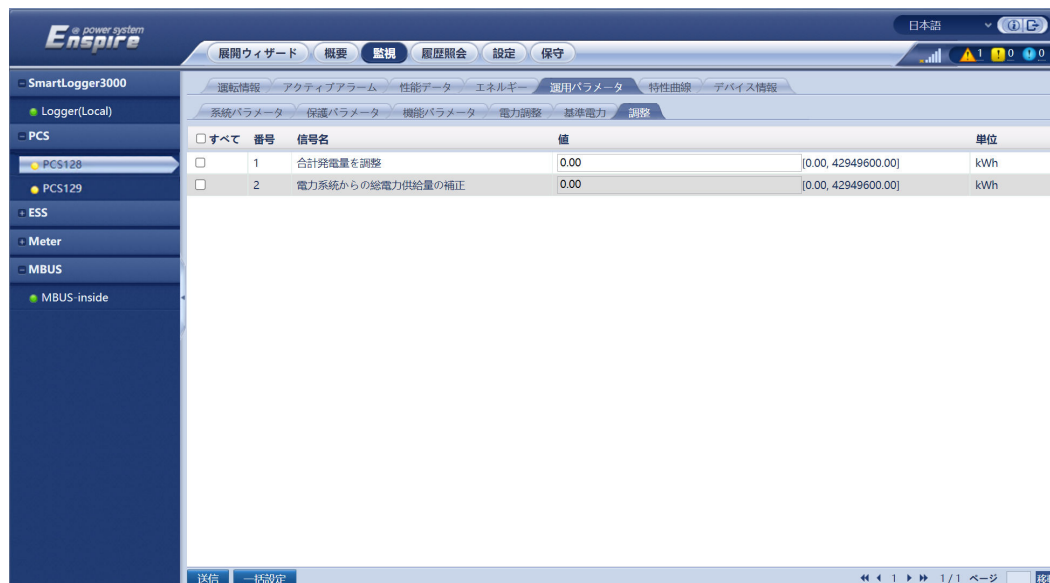 @ power system
Enspire
日本語
展開ウィザード 概要 監視 履歴照会 設定 保守
1 0 0
SmartLogger3000
Logger(Local)
PCS
PCS128
PCS129
ESS
Meter
MBUS
MBUS-inside
運転情報 アクティブアラーム 性能データ エネルギー 運用パラメータ 特性曲線 デバイス情報
系統パラメータ 保護パラメータ 機能パラメータ 電力調整 基準電力 調整
すべて 番号 信号名 値 単位
1 合計発電量を調整 0.00 [0.00, 42949600.00] kWh
2 電力系統からの総電力供給量の補正 0.00 [0.00, 42949600.00] kWh
送信 一括設定 1 1/1 ページ 移